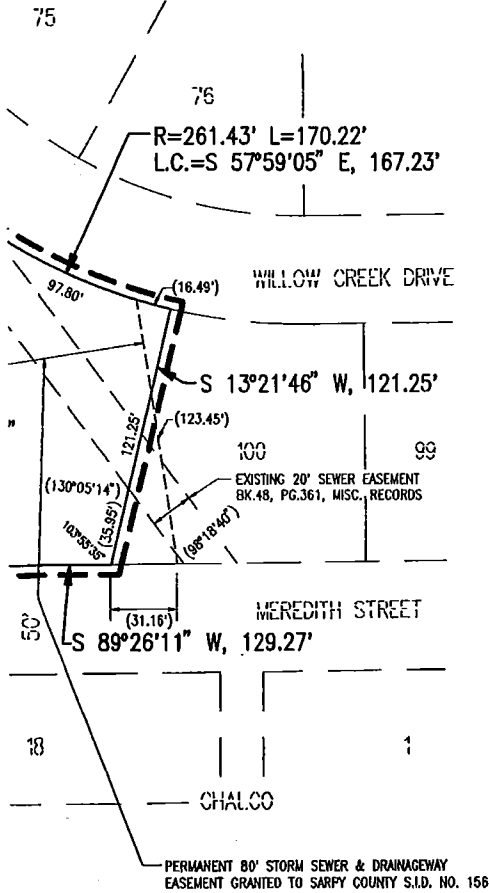 75
76
R=261.43' L=170.22'
L.C.=S 57°59'05" E, 167.23'
WILLOW CREEK DRIVE
97.80'
(16.49')
S 13°21'46" W, 121.25'
121.25'
(123.45')
"
100
99
EXISTING 20' SEWER EASEMENT
BK.48, PG.361, MISC. RECORDS
(130°05'14")
(35.95')
103°55'35"
(98°18'40")
(31.16')
MEREDITH STREET
50'
S 89°26'11" W, 129.27'
18
1
CHALCO
PERMANENT 80' STORM SEWER & DRAINAGEWAY
EASEMENT GRANTED TO SARPY COUNTY S.I.D. NO. 156